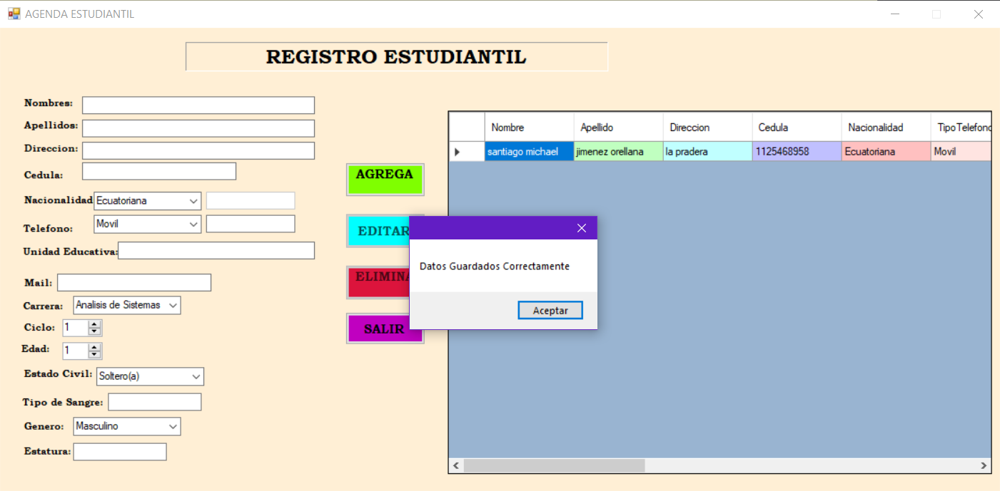 AGENDA ESTUDIANTIL
REGISTRO ESTUDIANTIL
Nombres:
Apellidos:
Direccion:
Cedula:
Nacionalidad Ecuatoriana
Telefono: Movil
Unidad Educativa:
Mail:
Carrera: Analisis de Sistemas
Ciclo: 1
Edad: 1
Estado Civil: Soltero(a)
Tipo de Sangre:
Genero: Masculino
Estatura:
AGREGA
EDITAR
ELIMINA
SALIR
Nombre Apellido Direccion Cedula Nacionalidad TipoTelefono
santiago michael jimenez orellana la pradera 1125468958 Ecuatoriana Movil
Datos Guardados Correctamente
Aceptar